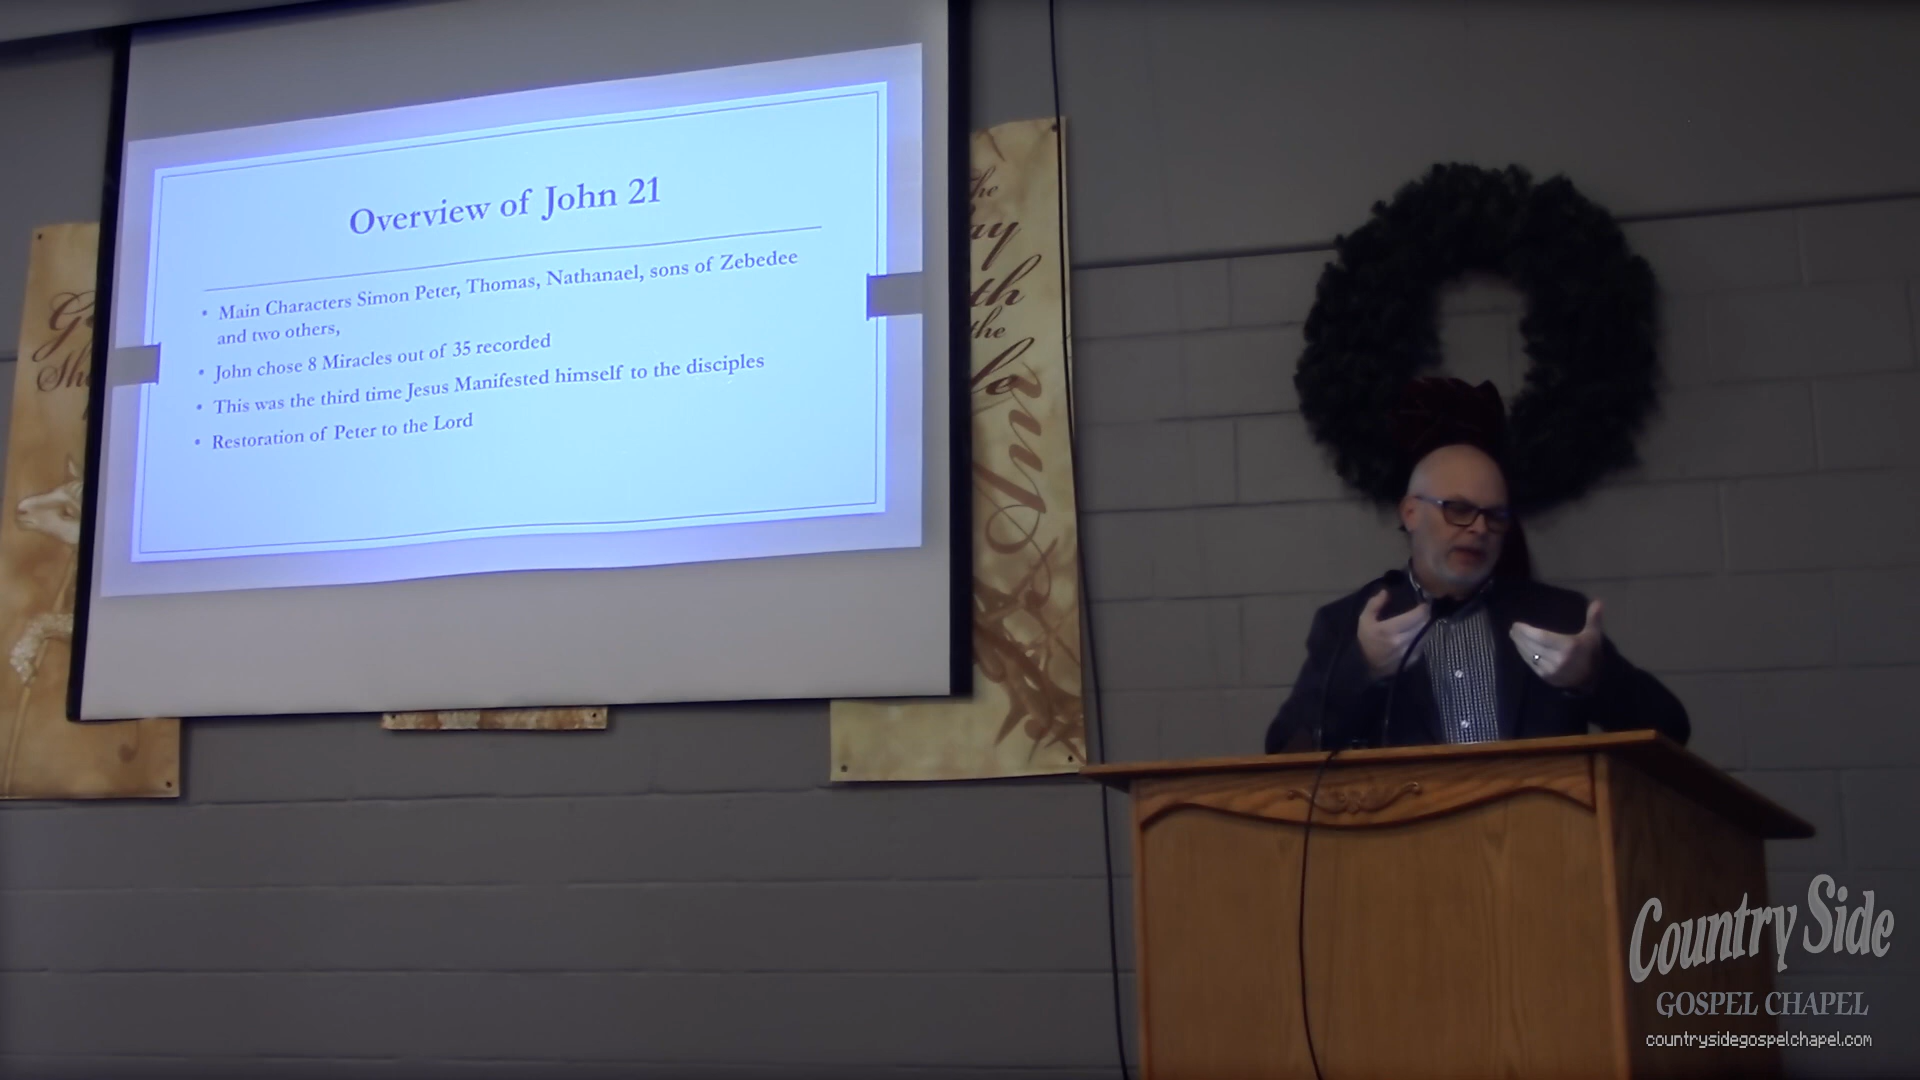 Overview of John 21
• Main Characters Simon Peter, Thomas, Nathanael, sons of Zebedee
and two others,
• John chose 8 Miracles out of 35 recorded
• This was the third time Jesus Manifested himself to the disciples
• Restoration of Peter to the Lord
the
Country Side
GOSPEL CHAPEL
countrysidegospelchapel.com